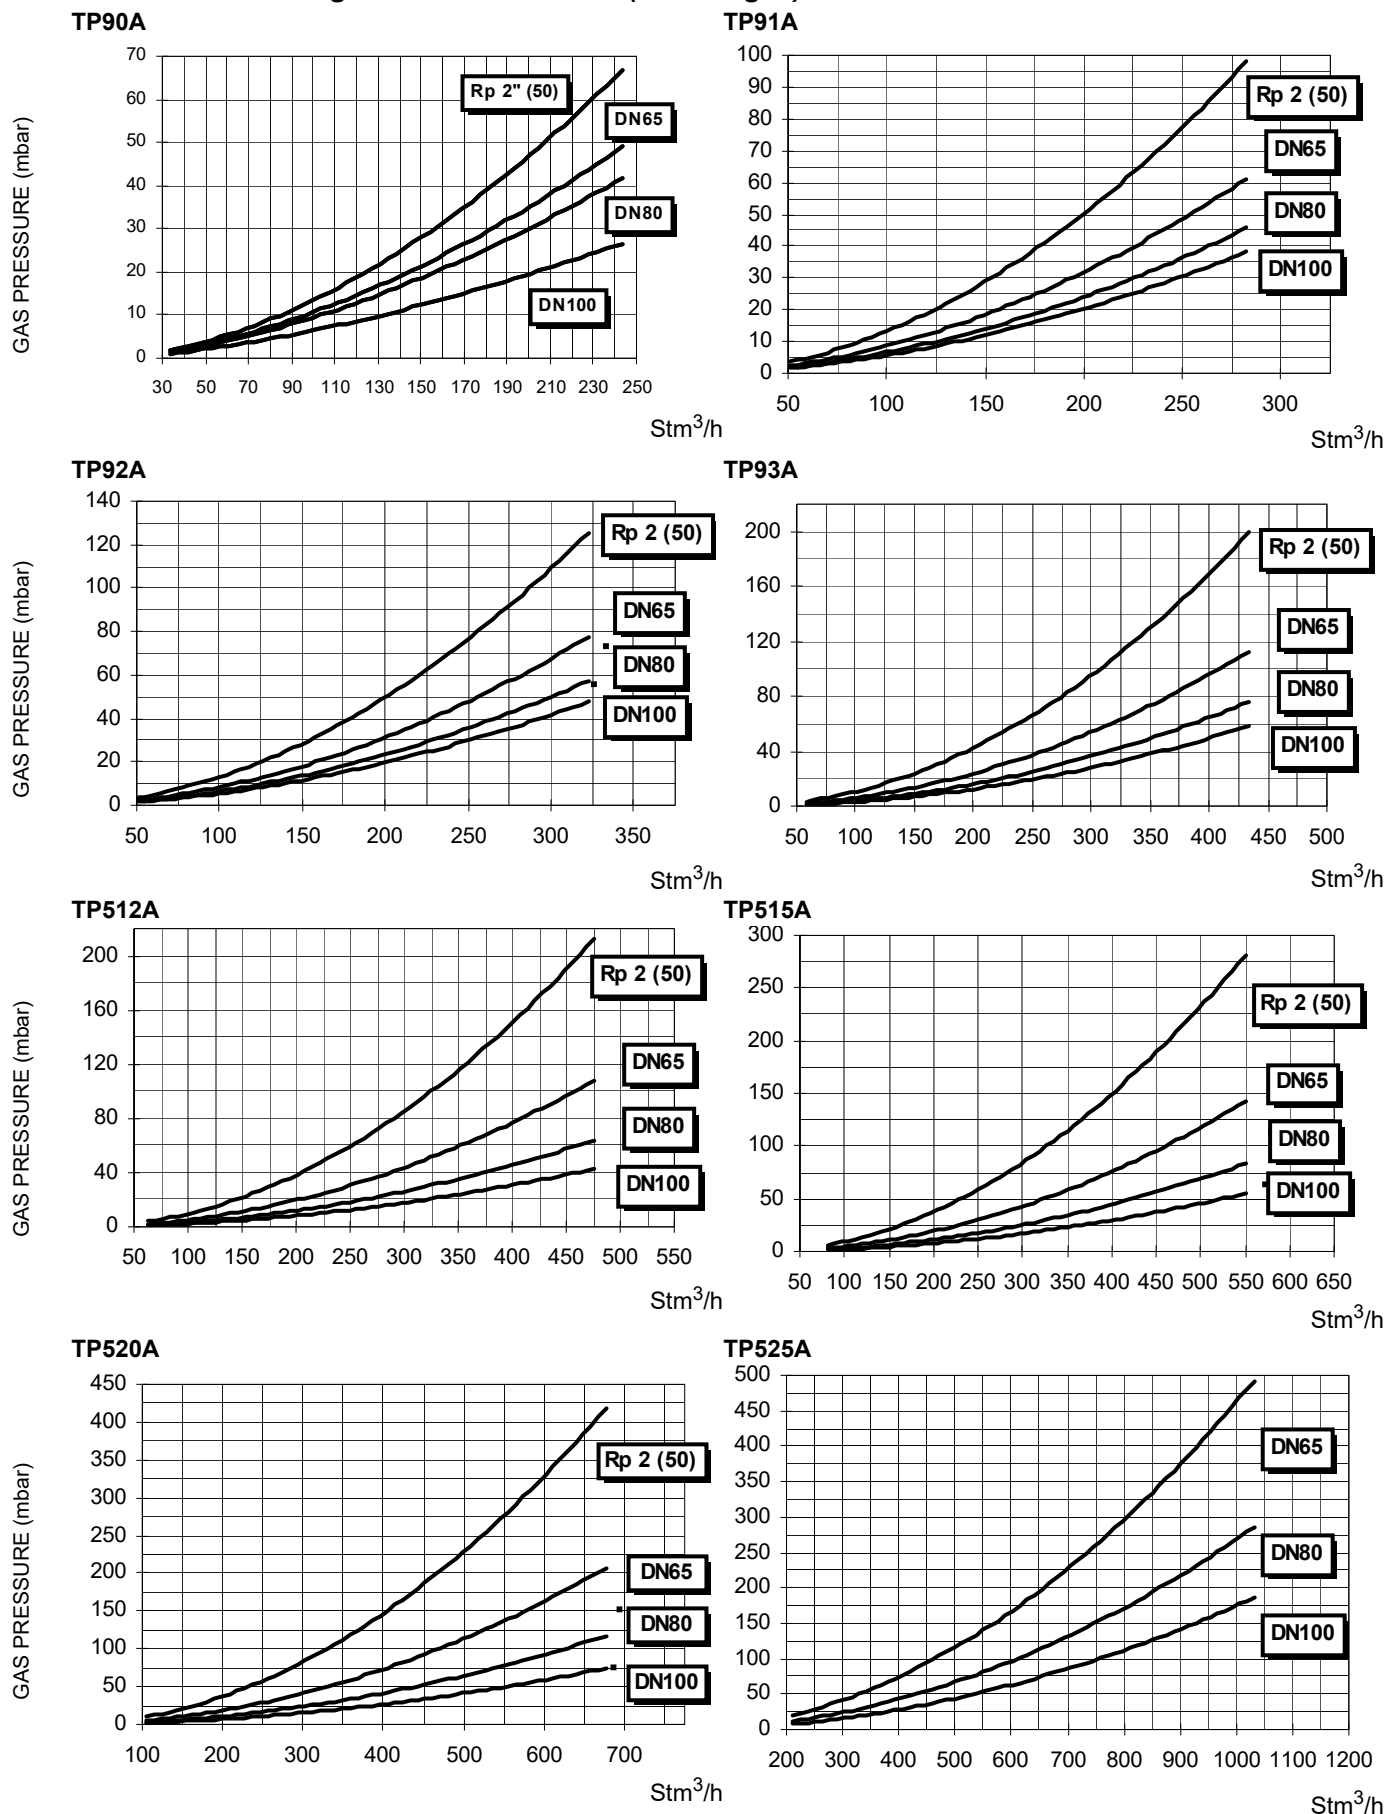 TP90A
GAS PRESSURE (mbar)
70
60
50
40
30
20
10
0
Rp 2" (50)
DN65
DN80
DN100
30 50 70 90 110 130 150 170 190 210 230 250
Stm3/h
TP91A
100
90
80
70
60
50
40
30
20
10
0
Rp 2 (50)
DN65
DN80
DN100
50 100 150 200 250 300
Stm3/h
TP92A
GAS PRESSURE (mbar)
140
120
100
80
60
40
20
0
Rp 2 (50)
DN65
DN80
DN100
50 100 150 200 250 300 350
Stm3/h
TP93A
200
160
120
80
40
0
Rp 2 (50)
DN65
DN80
DN100
50 100 150 200 250 300 350 400 450 500
Stm3/h
TP512A
GAS PRESSURE (mbar)
200
160
120
80
40
0
Rp 2 (50)
DN65
DN80
DN100
50 100 150 200 250 300 350 400 450 500 550
Stm3/h
TP515A
300
250
200
150
100
50
0
Rp 2 (50)
DN65
DN80
DN100
50 100 150 200 250 300 350 400 450 500 550 600 650
Stm3/h
TP520A
GAS PRESSURE (mbar)
450
400
350
300
250
200
150
100
50
0
Rp 2 (50)
DN65
DN80
DN100
100 200 300 400 500 600 700
Stm3/h
TP525A
500
450
400
350
300
250
200
150
100
50
0
DN65
DN80
DN100
200 300 400 500 600 700 800 900 1000 1100 1200
Stm3/h